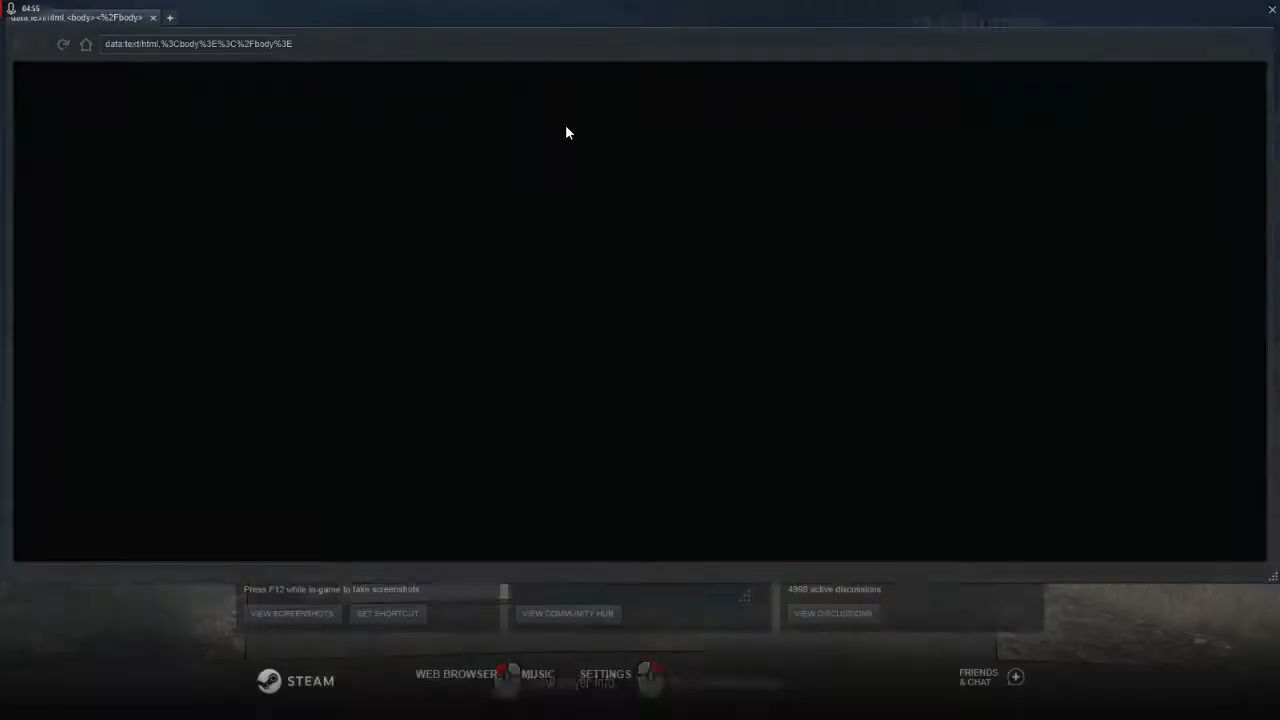 04:55
data:text/html,<body><%2Fbody> × +
data:text/html,%3Cbody%3E%3C%2Fbody%3E
Press F12 while in-game to take screenshots
4998 active discussions
VIEW SCREENSHOTS SET SHORTCUT VIEW COMMUNITY HUB VIEW DISCUSSIONS
STEAM WEB BROWSER MUSIC SETTINGS FRIENDS
& CHAT